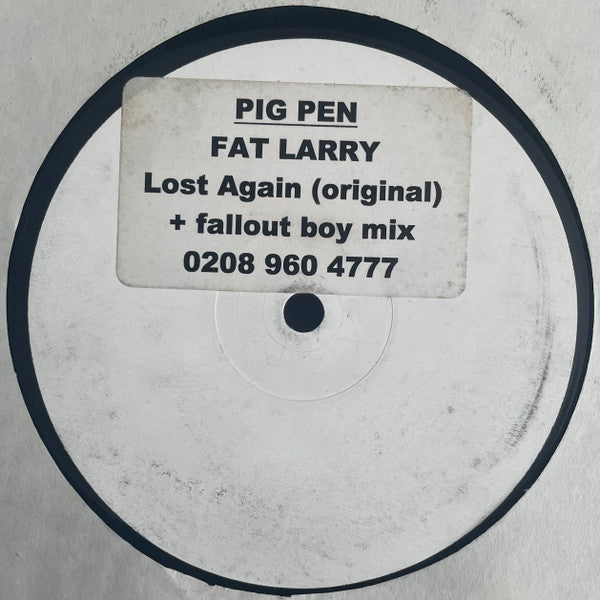 PIG PEN
FAT LARRY
Lost Again (original)
+ fallout boy mix
0208 960 4777